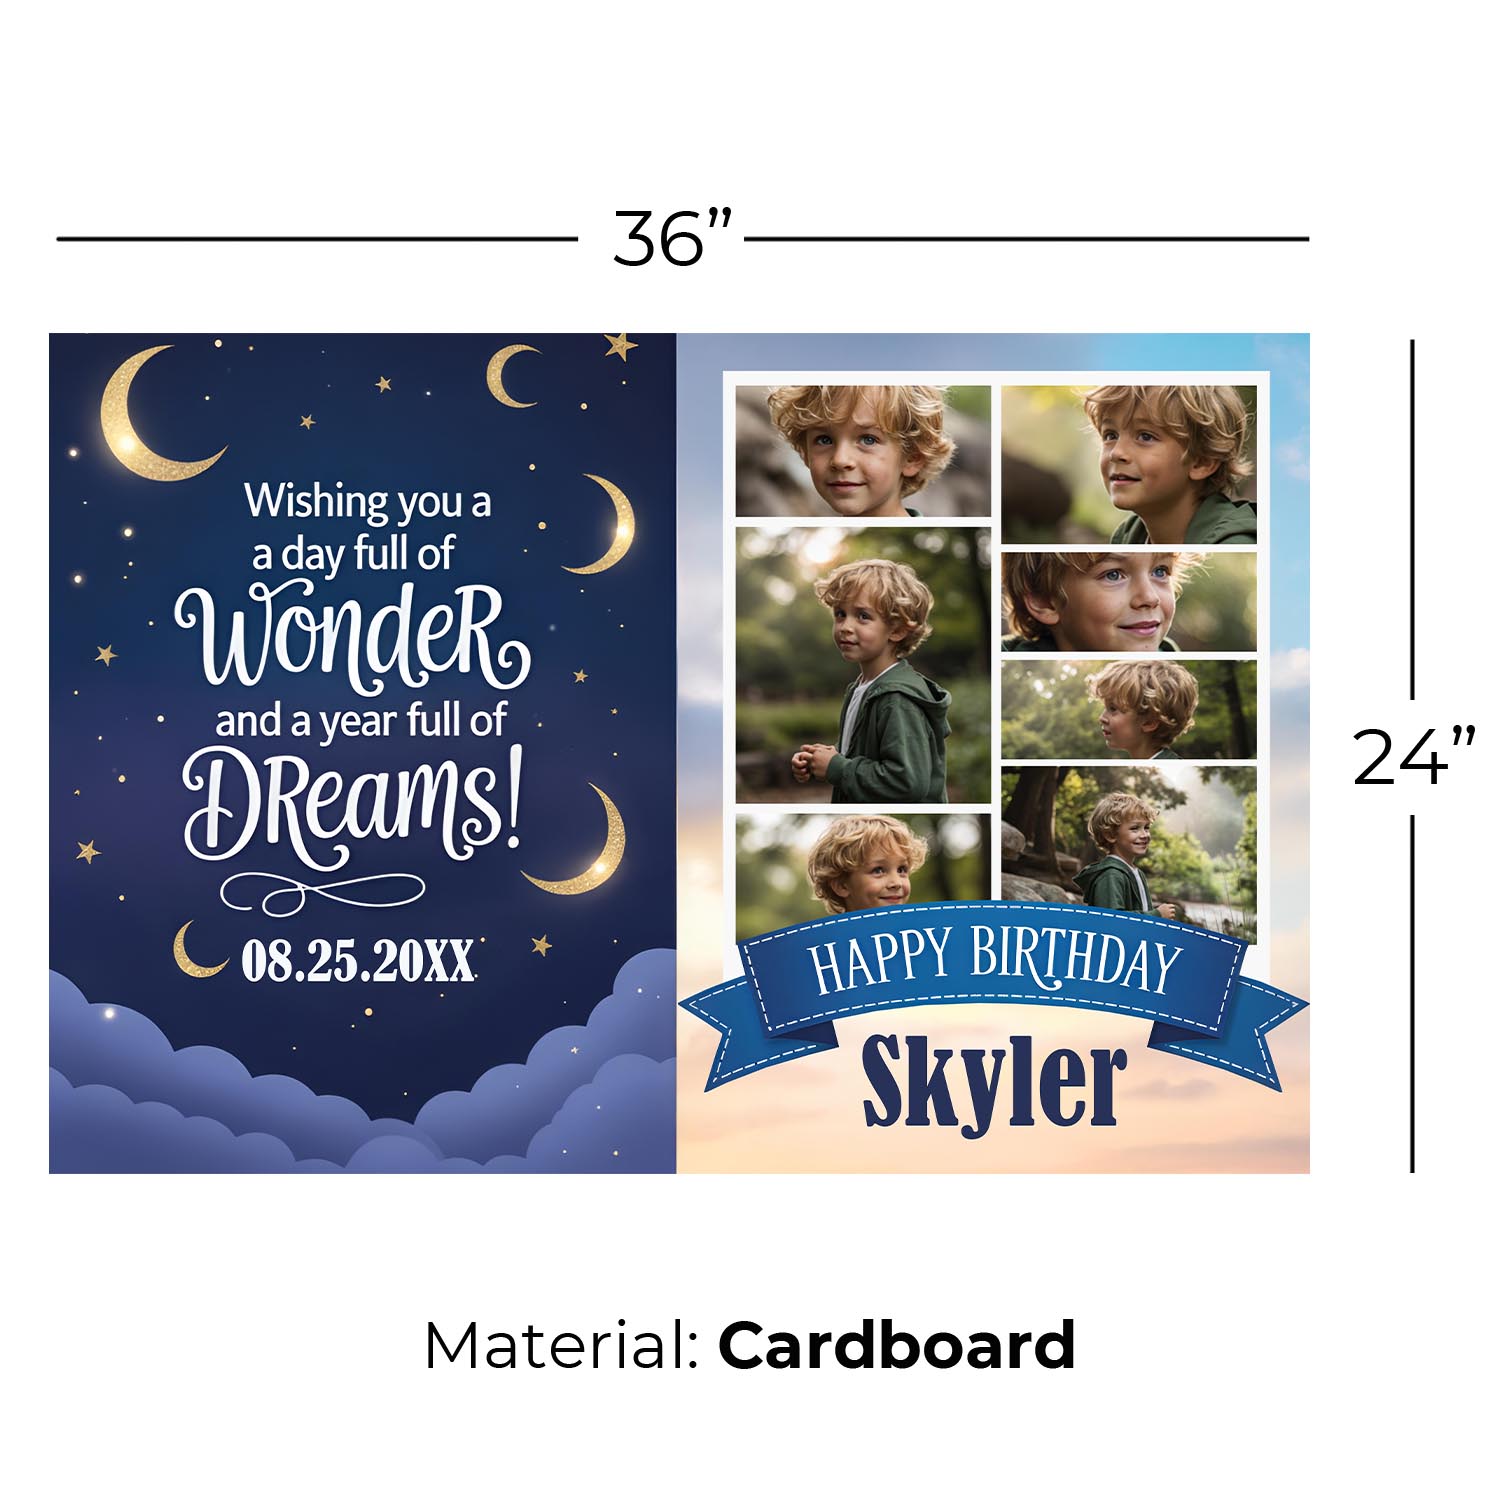 36”
Wishing you a
a day full of
Wonder
and a year full of
Dreams!
08.25.20XX
HAPPY BIRTHDAY
Skyler
24”
Material: Cardboard